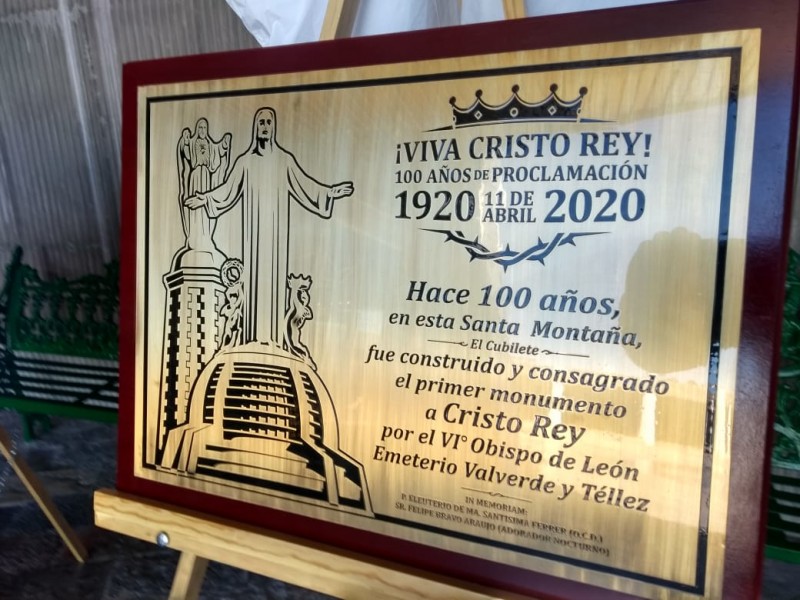 ¡VIVA CRISTO REY!
100 AÑOS DE PROCLAMACIÓN
1920 11 DE ABRIL 2020
Hace 100 años,
en esta Santa Montaña,
El Cubilete
fue construido y consagrado
el primer monumento
a Cristo Rey
por el VI° Obispo de León
Emeterio Valverde y Téllez
IN MEMORIAM:
P. ELEUTERIO DE MA. SANTISIMA FERRER (O.C.D.)
SR. FELIPE BRAVO ARAUJO (ADORADOR NOCTURNO)